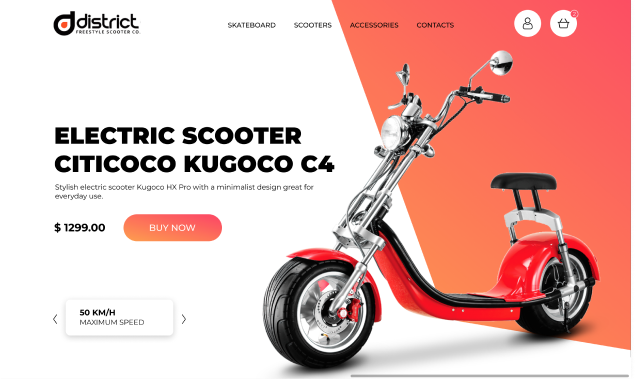 district.
FREESTYLE SCOOTER CO.
SKATEBOARD
SCOOTERS
ACCESSORIES
CONTACTS
ELECTRIC SCOOTER
CITICOCO KUGOCO C4
Stylish electric scooter Kugoco HX Pro with a minimalist design great for
everyday use.
$ 1299.00
BUY NOW
50 KM/H
MAXIMUM SPEED